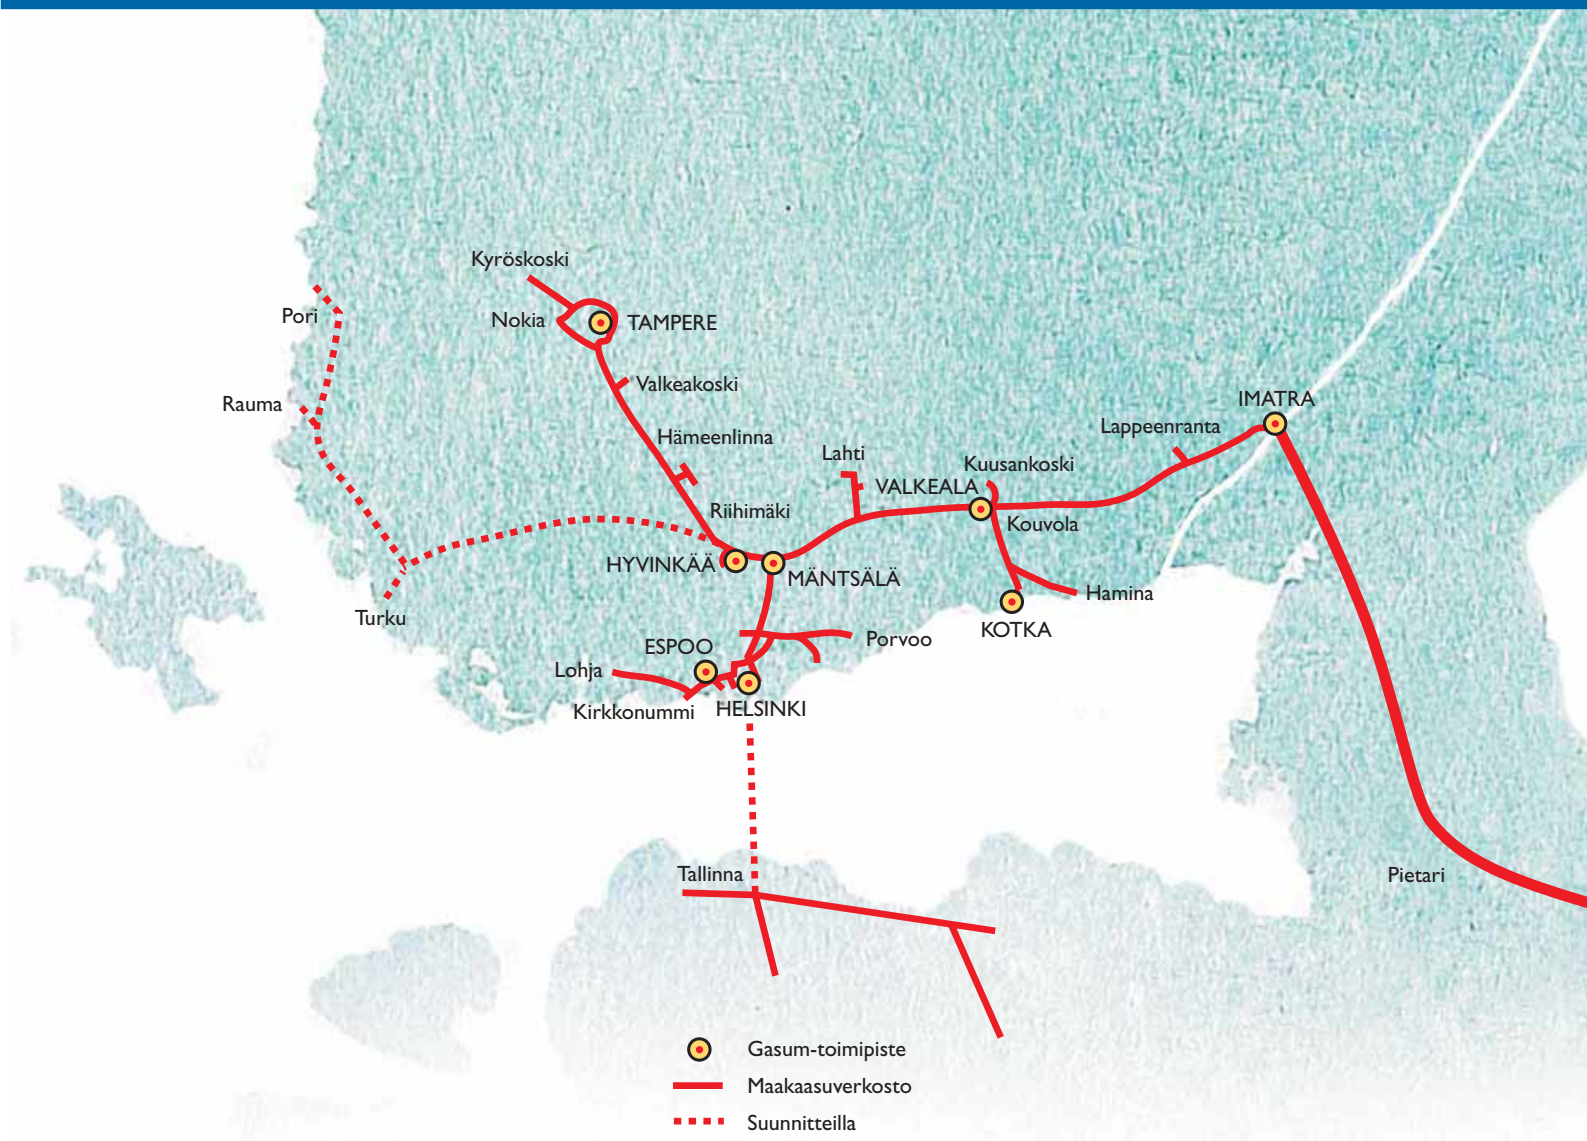 Kyröskoski
Pori
Nokia
TAMPERE
Valkeakoski
Rauma
IMATRA
Lappeenranta
Hämeenlinna
Lahti
Kuusankoski
VALKEALA
Riihimäki
Kouvola
HYVINKÄÄ
MÄNTSÄLÄ
Hamina
Turku
KOTKA
ESPOO
Porvoo
Lohja
Kirkkonummi
HELSINKI
Tallinna
Pietari
Gasum-toimipiste
Maakaasuverkosto
Suunnitteilla